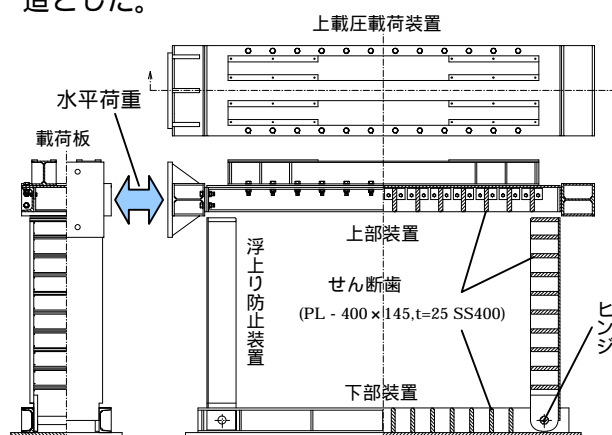 造とした。
上載圧載荷装置
水平荷重
載荷板
上部装置
浮上り防止装置
せん断歯
(PL - 400×145,t=25 SS400)
ヒンジ
下部装置